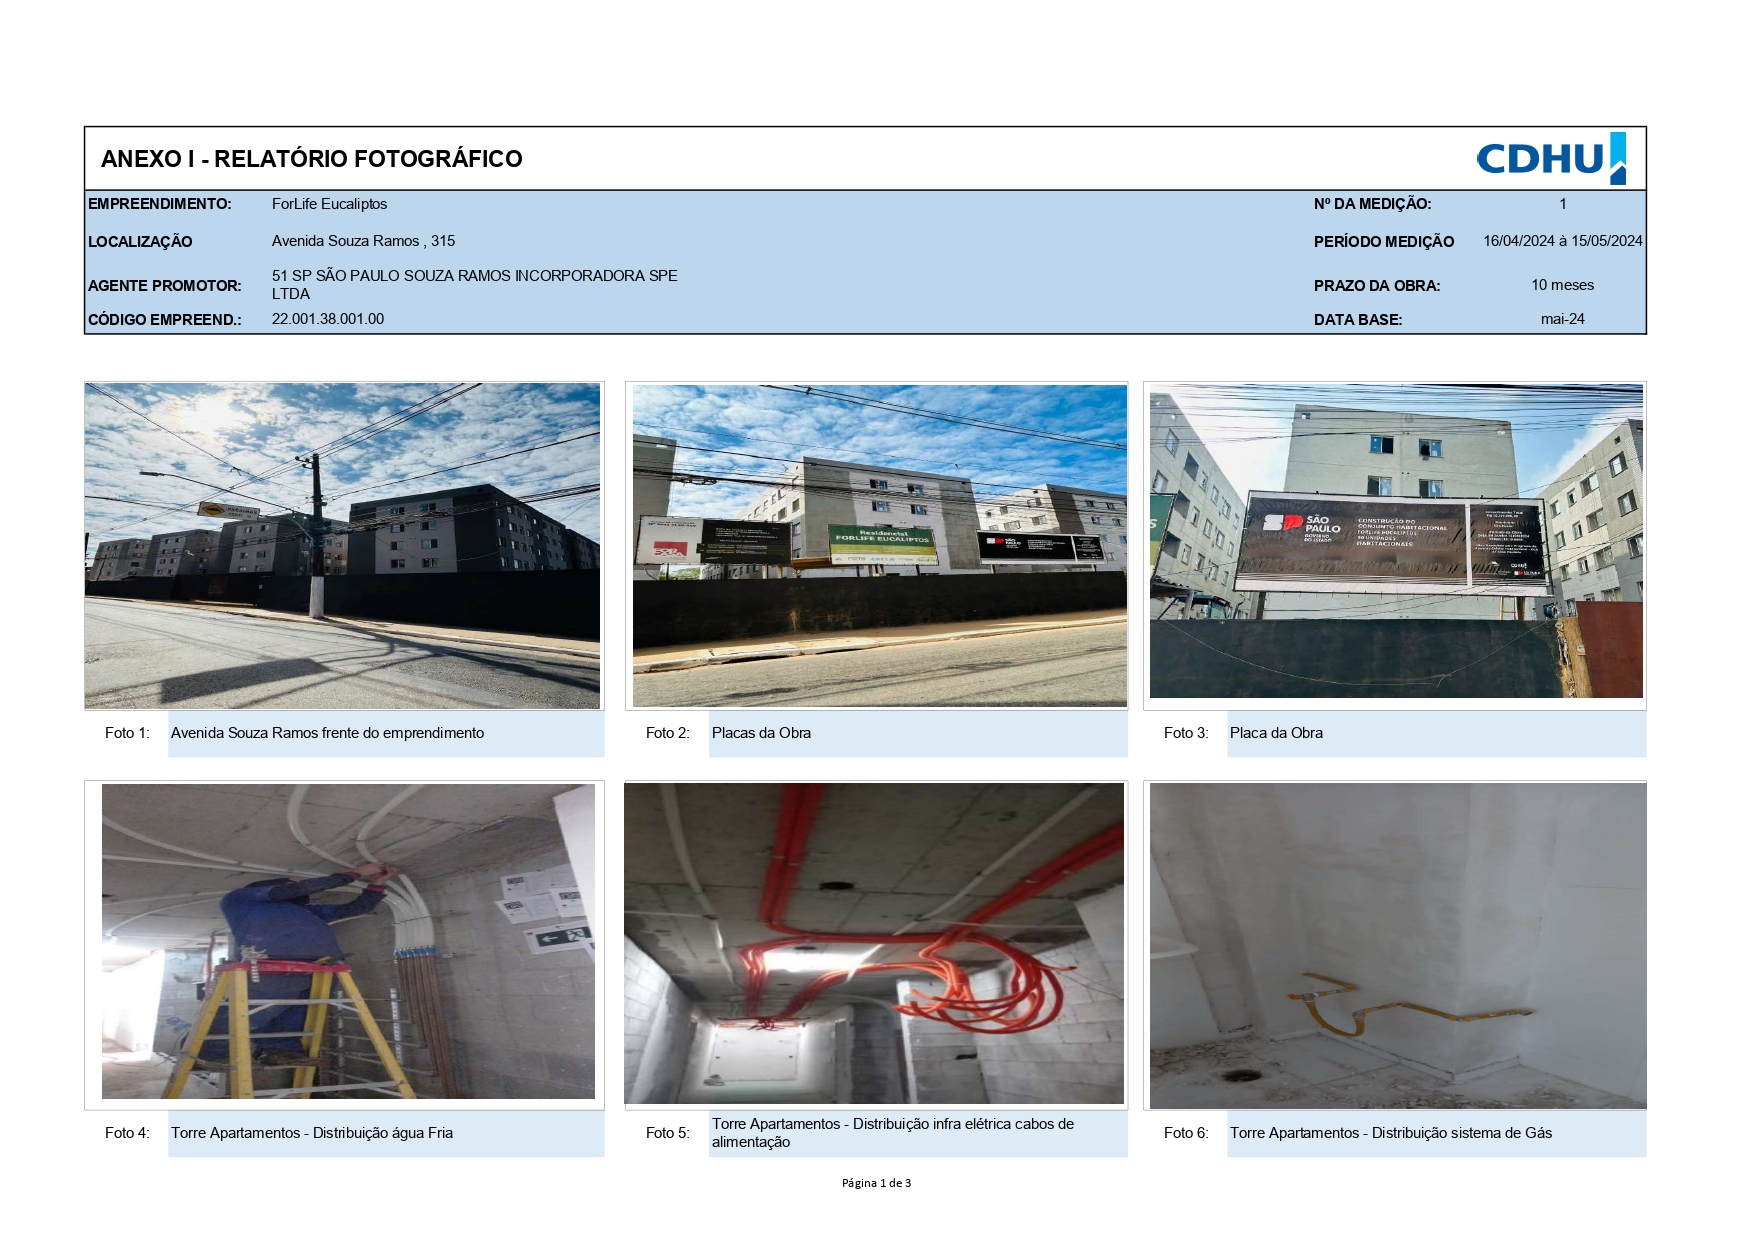 ANEXO I - RELATÓRIO FOTOGRÁFICO
CDHU
EMPREENDIMENTO: ForLife Eucaliptos Nº DA MEDIÇÃO: 1
LOCALIZAÇÃO Avenida Souza Ramos , 315 PERÍODO MEDIÇÃO 16/04/2024 à 15/05/2024
AGENTE PROMOTOR: 51 SP SÃO PAULO SOUZA RAMOS INCORPORADORA SPE
LTDA
PRAZO DA OBRA: 10 meses
CÓDIGO EMPREEND.: 22.001.38.001.00 DATA BASE: mai-24
Residencial
FORLIFE EUCALIPTOS
SP SÃO
PAULO
GOVERNO
DO ESTADO
CONSTRUÇÃO DO
CONJUNTO HABITACIONAL
FORLIFE EUCALIPTOS
UNIDADES
HABITACIONAIS
CDHU
Foto 1: Avenida Souza Ramos frente do emprendimento
Foto 2: Placas da Obra
Foto 3: Placa da Obra
Foto 4: Torre Apartamentos - Distribuição água Fria
Foto 5: Torre Apartamentos - Distribuição infra elétrica cabos de
alimentação
Foto 6: Torre Apartamentos - Distribuição sistema de Gás
Página 1 de 3